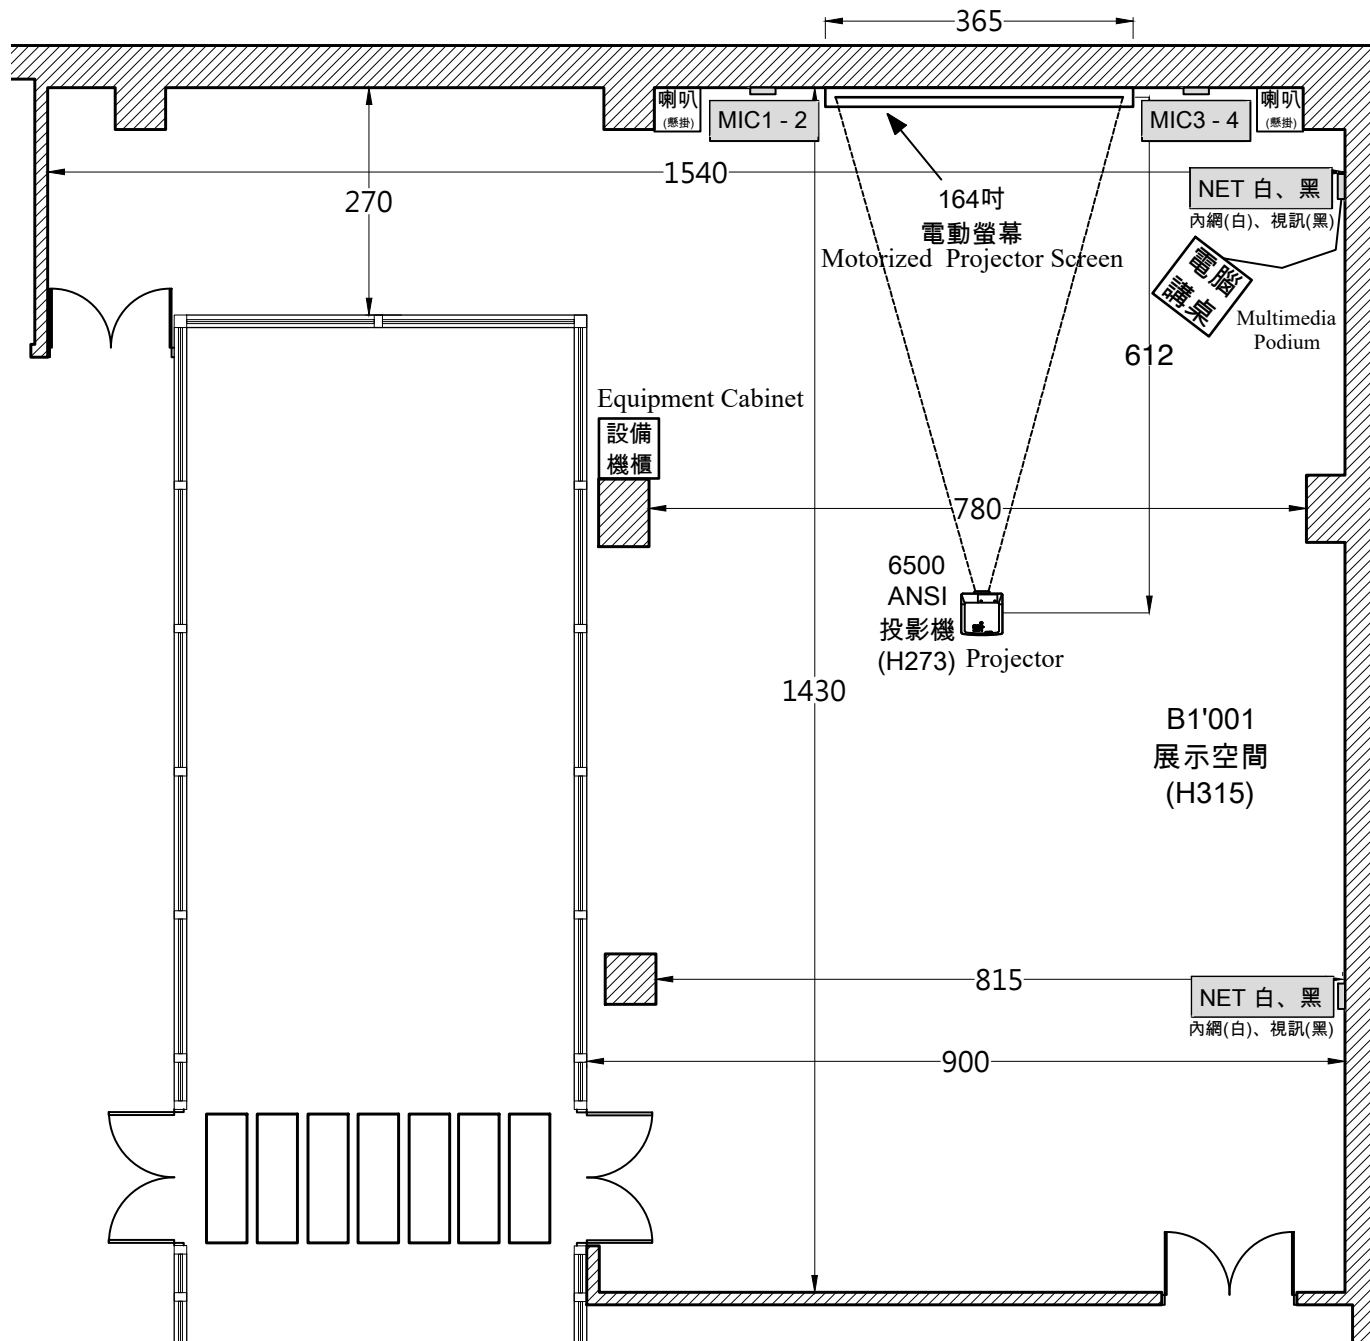 365
喇叭
(懸掛)
MIC1 - 2
MIC3 - 4
喇叭
(懸掛)
1540
270
164吋
電動螢幕
Motorized Projector Screen
NET 白、黑
內網(白)、視訊(黑)
電腦
講桌
Multimedia
Podium
612
Equipment Cabinet
設備
機櫃
780
6500
ANSI
投影機
(H273)
Projector
1430
B1'001
展示空間
(H315)
815
NET 白、黑
內網(白)、視訊(黑)
900